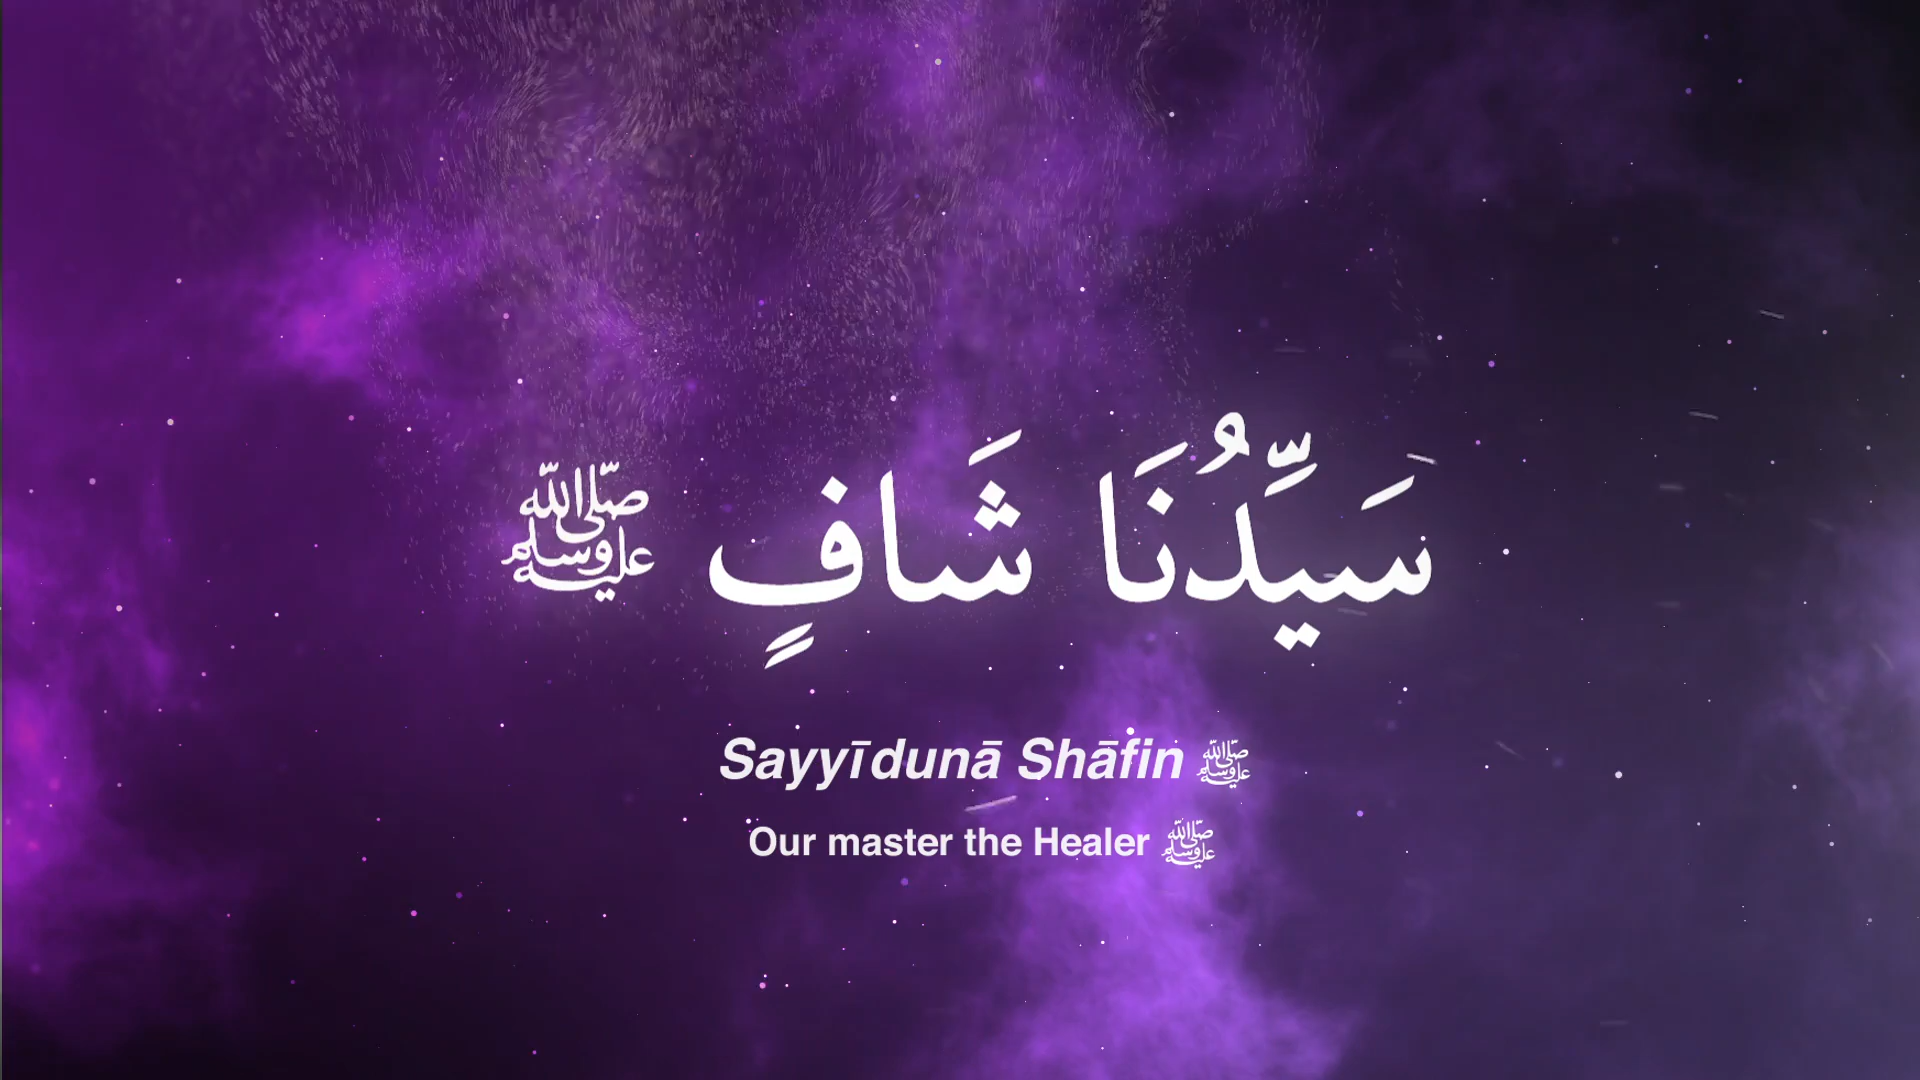 سَيِّدُنَا شَافٍ ﷺ
Sayyīdunā Shāfin ﷺ
Our master the Healer ﷺ